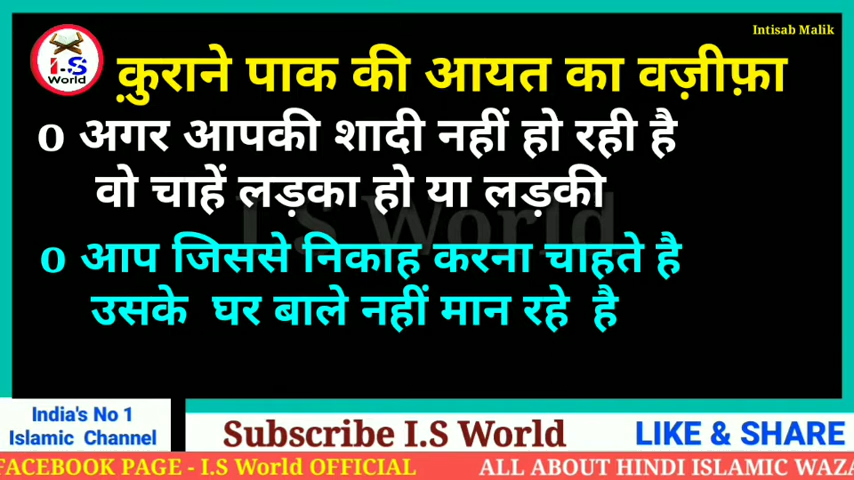 Intisab Malik
I.S
World
क़ुराने पाक की आयत का वज़ीफ़ा
o अगर आपकी शादी नहीं हो रही है
वो चाहें लड़का हो या लड़की
I.S World
o आप जिससे निकाह करना चाहते है
उसके घर बाले नहीं मान रहे है
India's No 1
Islamic Channel
Subscribe I.S World
LIKE & SHARE
FACEBOOK PAGE - I.S World OFFICIAL ALL ABOUT HINDI ISLAMIC WAZA